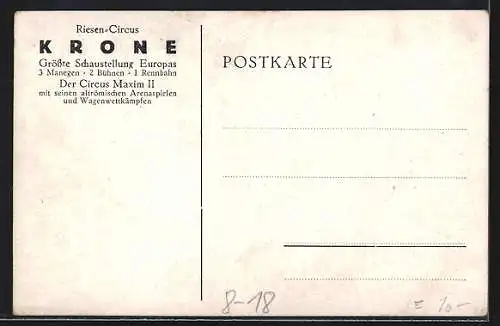 Riesen-Circus
KRONE
Größte Schaustellung Europas
3 Manegen - 2 Bühnen - 1 Rennbahn
Der Circus Maxim II
mit seinen altrömischen Arenaspielen
und Wagenwettkämpfen
POSTKARTE
8-18